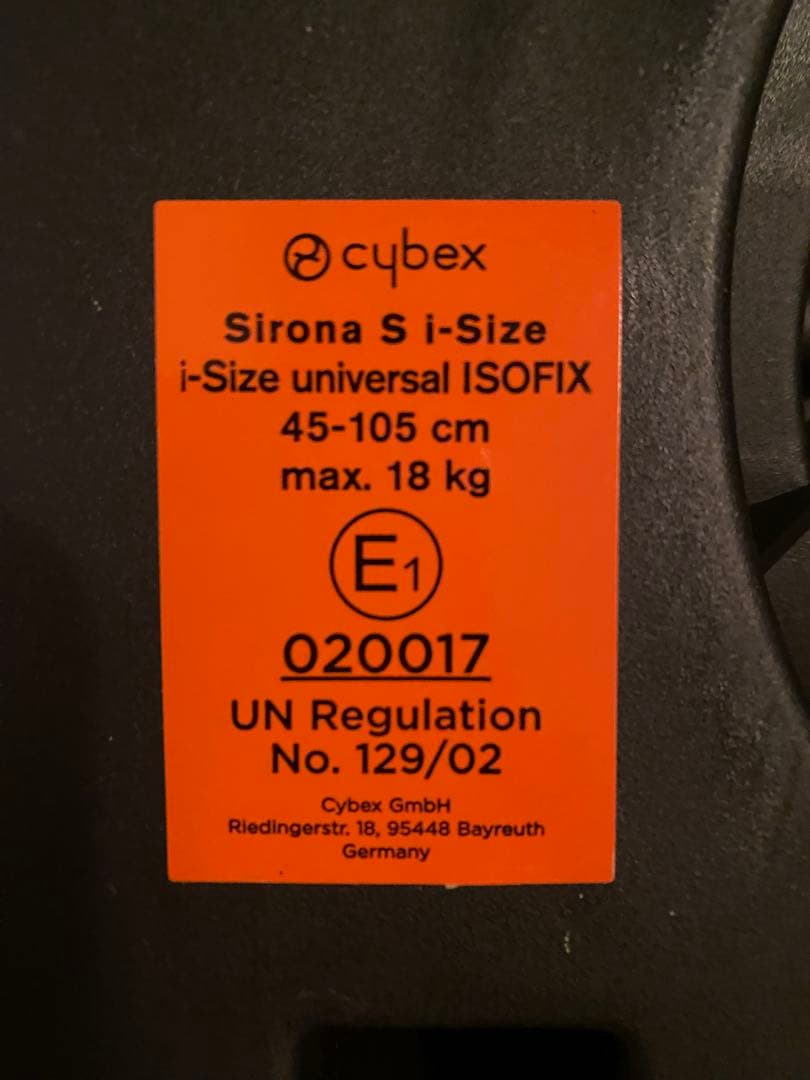 cybex
Sirona S i-Size
i-Size universal ISOFIX
45-105 cm
max. 18 kg
E1
020017
UN Regulation
No. 129/02
Cybex GmbH
Riedingerstr. 18, 95448 Bayreuth
Germany